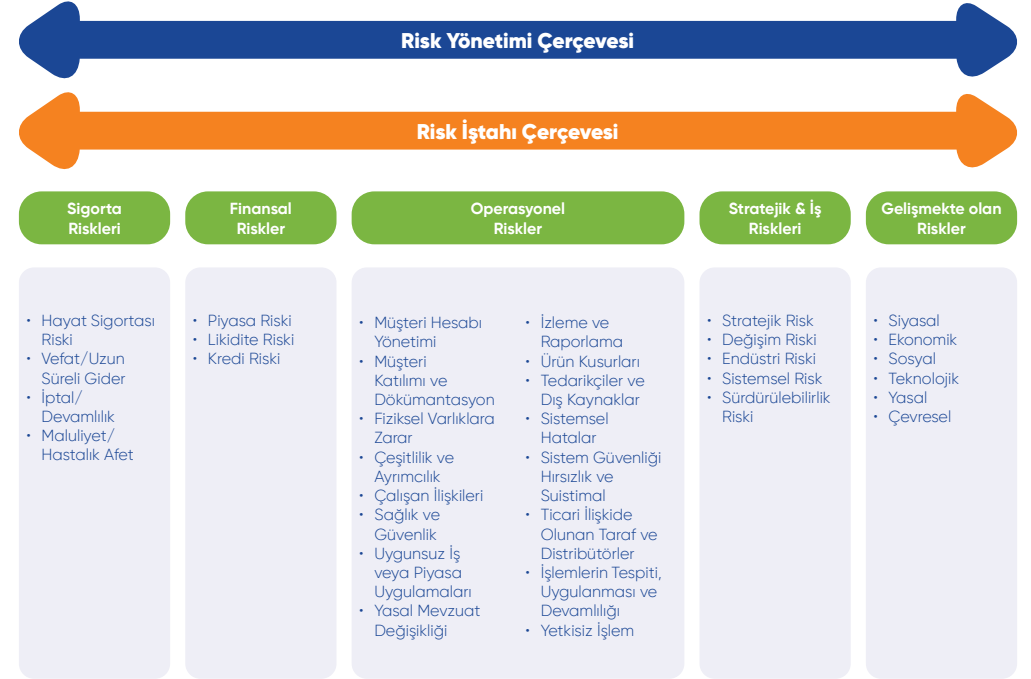 Risk Yönetimi Çerçevesi
Risk İştahı Çerçevesi
Sigorta
Riskleri
• Hayat Sigortası
Riski
• Vefat/Uzun
Süreli Gider
• İptal/
Devamlılık
• Maluliyet/
Hastalık Afet
Finansal
Riskler
• Piyasa Riski
• Likidite Riski
• Kredi Riski
Operasyonel
Riskler
• Müşteri Hesabı
Yönetimi
• Müşteri
Katılımı ve
Dökümantasyon
• Fiziksel Varlıklara
Zarar
• Çeşitlilik ve
Ayrımcılık
• Çalışan İlişkileri
• Sağlık ve
Güvenlik
• Uygunsuz İş
veya Piyasa
Uygulamaları
• Yasal Mevzuat
Değişikliği
• İzleme ve
Raporlama
• Ürün Kusurları
• Tedarikçiler ve
Dış Kaynaklar
• Sistemsel
Hatalar
• Sistem Güvenliği
Hırsızlık ve
Suistimal
• Ticari İlişkide
Olunan Taraf ve
Distribütörler
• İşlemlerin Tespiti,
Uygulanması ve
Devamlılığı
• Yetkisiz İşlem
Stratejik & İş
Riskleri
• Stratejik Risk
• Değişim Riski
• Endüstri Riski
• Sistemsel Risk
• Sürdürülebilirlik
Riski
Gelişmekte olan
Riskler
• Siyasal
• Ekonomik
• Sosyal
• Teknolojik
• Yasal
• Çevresel